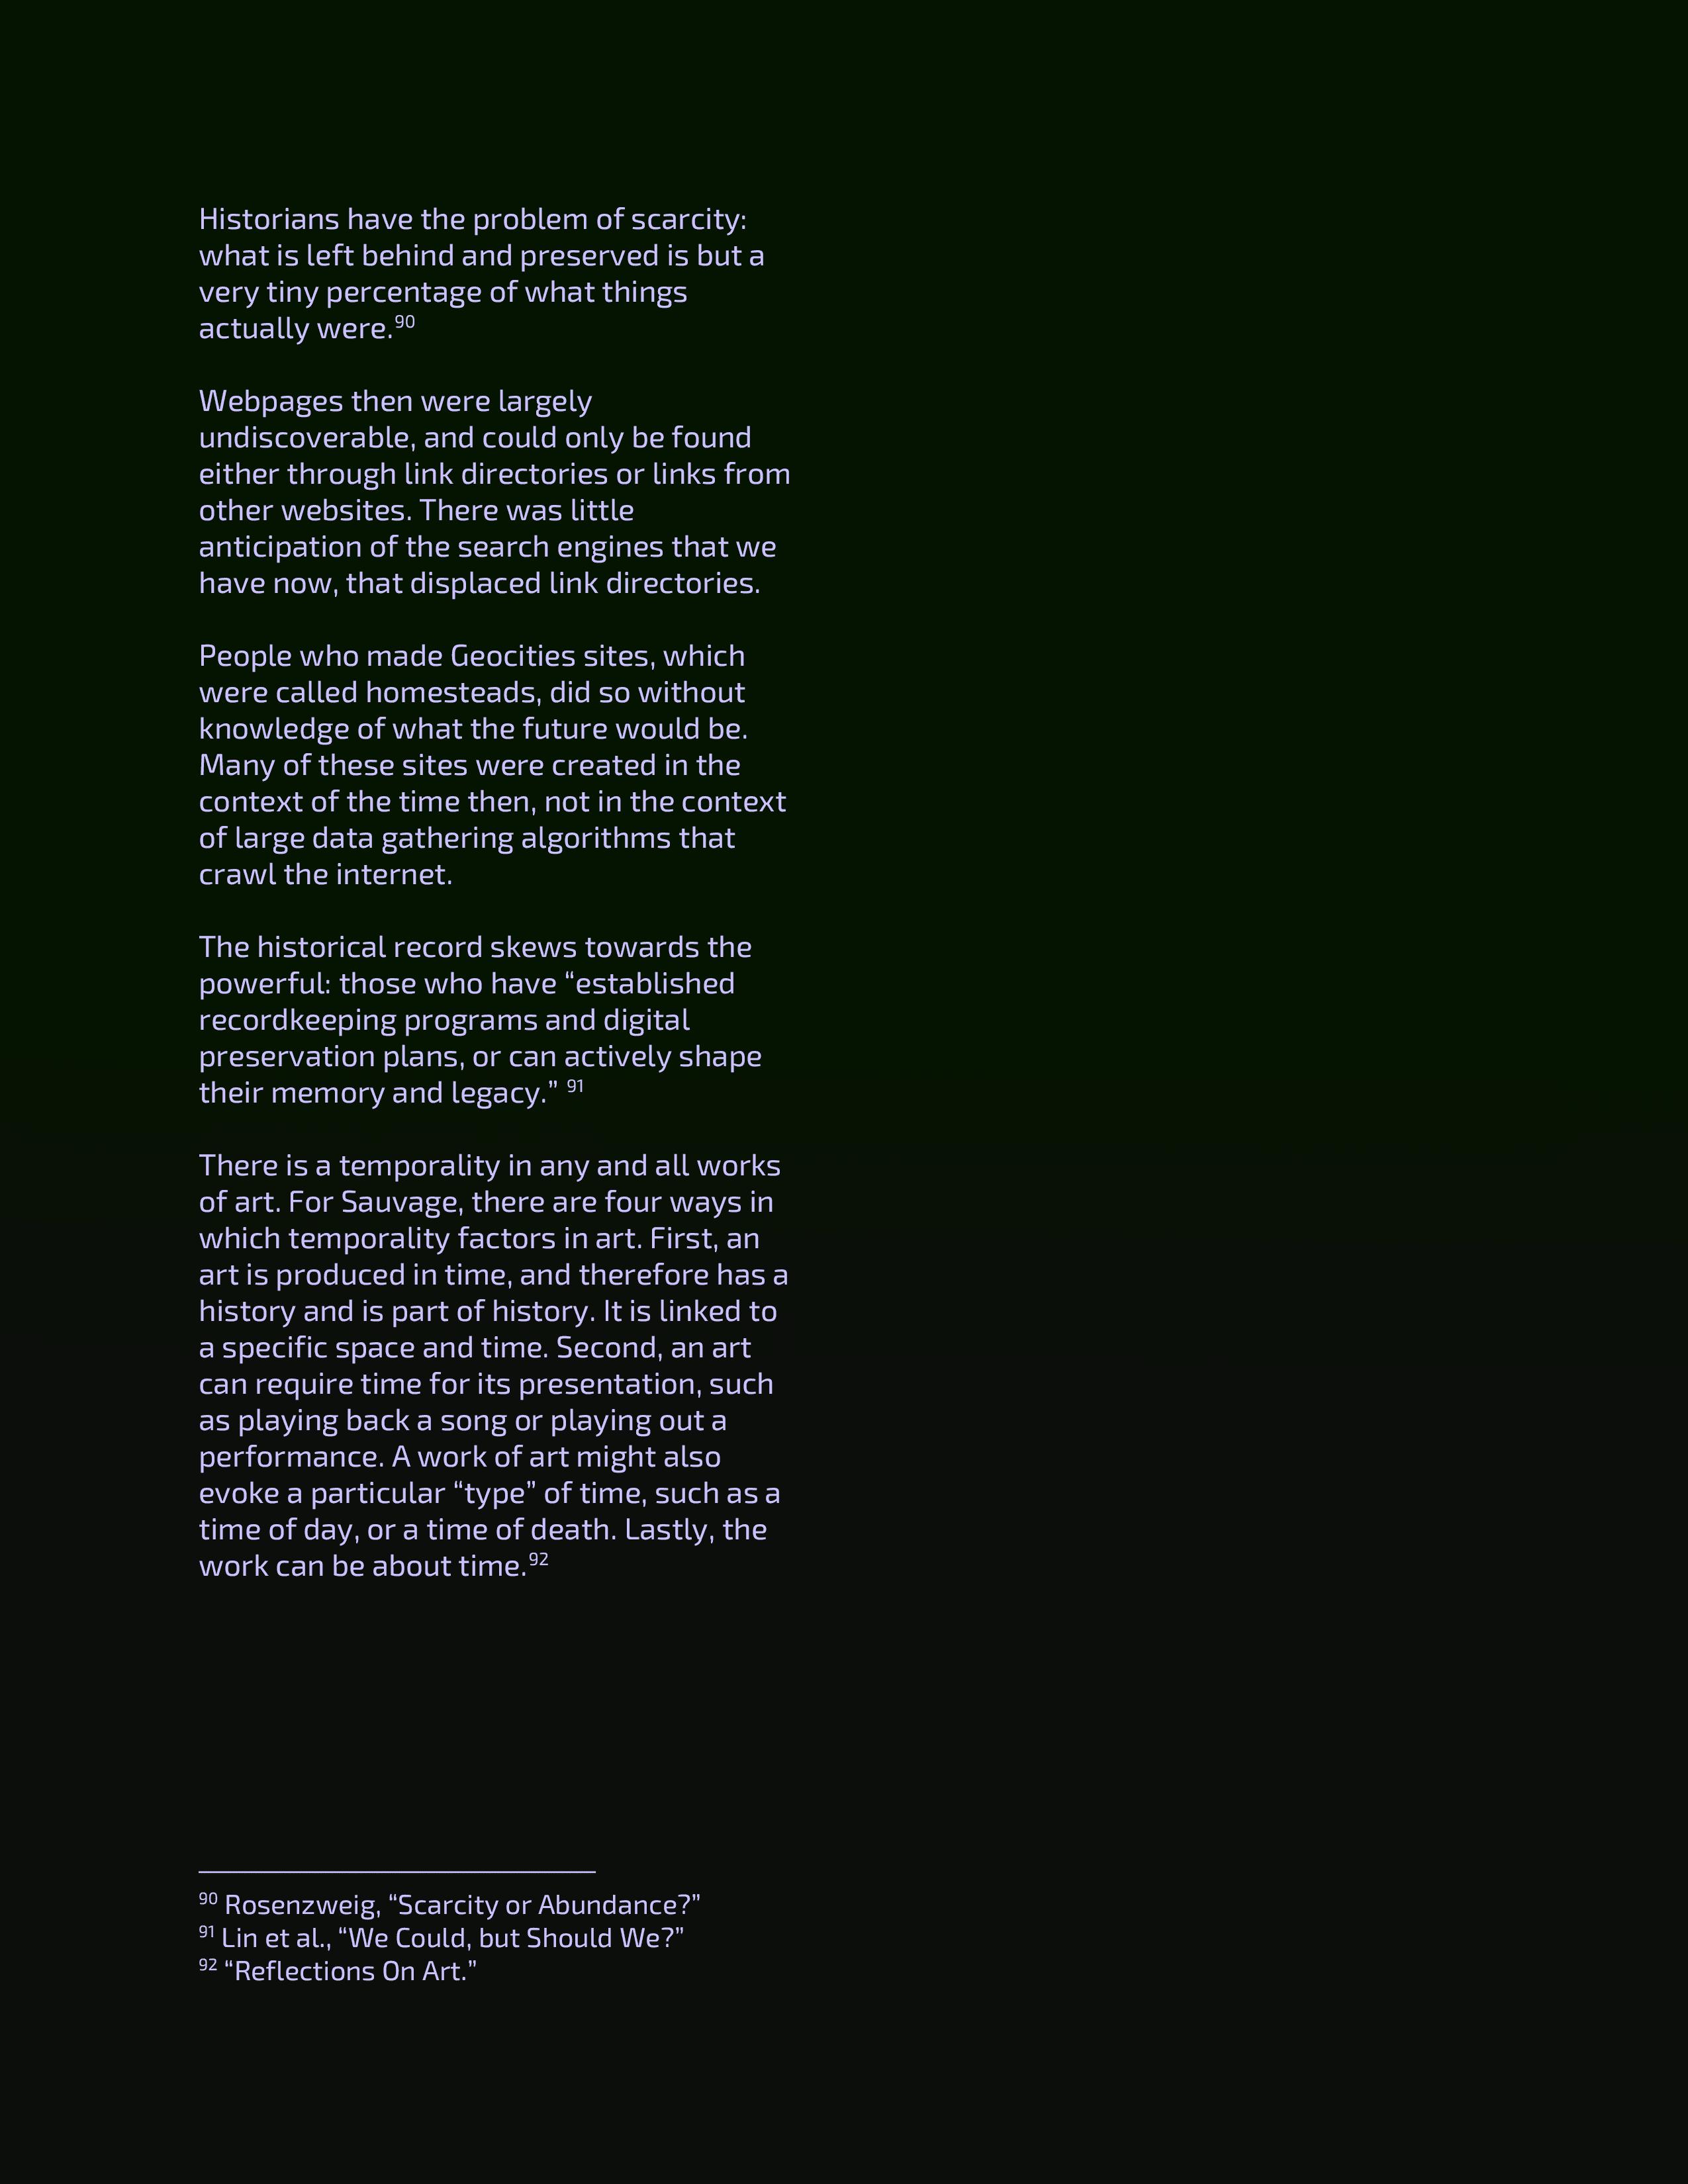 Historians have the problem of scarcity:
what is left behind and preserved is but a
very tiny percentage of what things
actually were.90
Webpages then were largely
undiscoverable, and could only be found
either through link directories or links from
other websites. There was little
anticipation of the search engines that we
have now, that displaced link directories.
People who made Geocities sites, which
were called homesteads, did so without
knowledge of what the future would be.
Many of these sites were created in the
context of the time then, not in the context
of large data gathering algorithms that
crawl the internet.
The historical record skews towards the
powerful: those who have “established
recordkeeping programs and digital
preservation plans, or can actively shape
their memory and legacy.” 91
There is a temporality in any and all works
of art. For Sauvage, there are four ways in
which temporality factors in art. First, an
art is produced in time, and therefore has a
history and is part of history. It is linked to
a specific space and time. Second, an art
can require time for its presentation, such
as playing back a song or playing out a
performance. A work of art might also
evoke a particular “type” of time, such as a
time of day, or a time of death. Lastly, the
work can be about time.92
90 Rosenzweig, “Scarcity or Abundance?”
91 Lin et al., “We Could, but Should We?”
92 “Reflections On Art.”